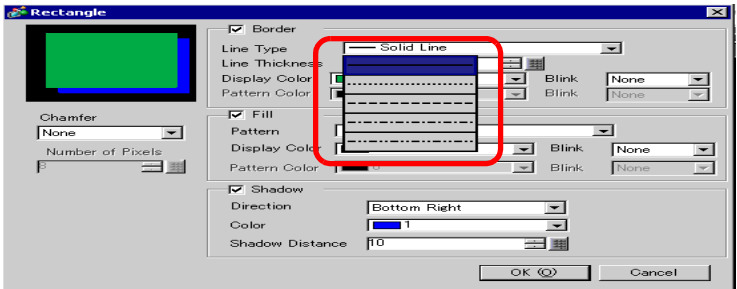 Rectangle
Border
Line Type
Solid Line
Line Thickness
Display Color
Blink
None
Pattern Color
Blink
None
Chamfer
None
Number of Pixels
8
Fill
Pattern
Display Color
Blink
None
Pattern Color
Blink
None
Shadow
Direction
Bottom Right
Color
1
Shadow Distance
10
OK (O)
Cancel